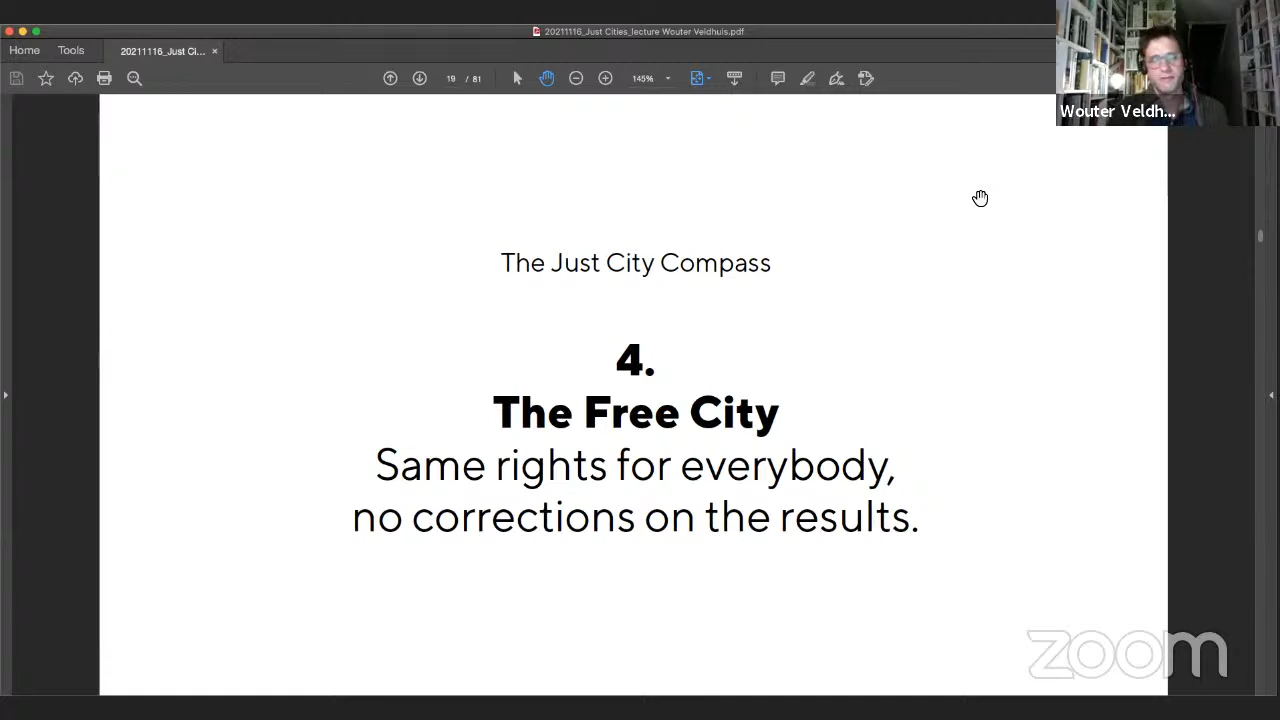 20211116_Just Cities_lecture Wouter Veldhuis.pdf
Home
Tools
20211116_Just Ci...
×
19 / 81
145%
Wouter Veldh...
The Just City Compass
4.
The Free City
Same rights for everybody,
no corrections on the results.
zoom